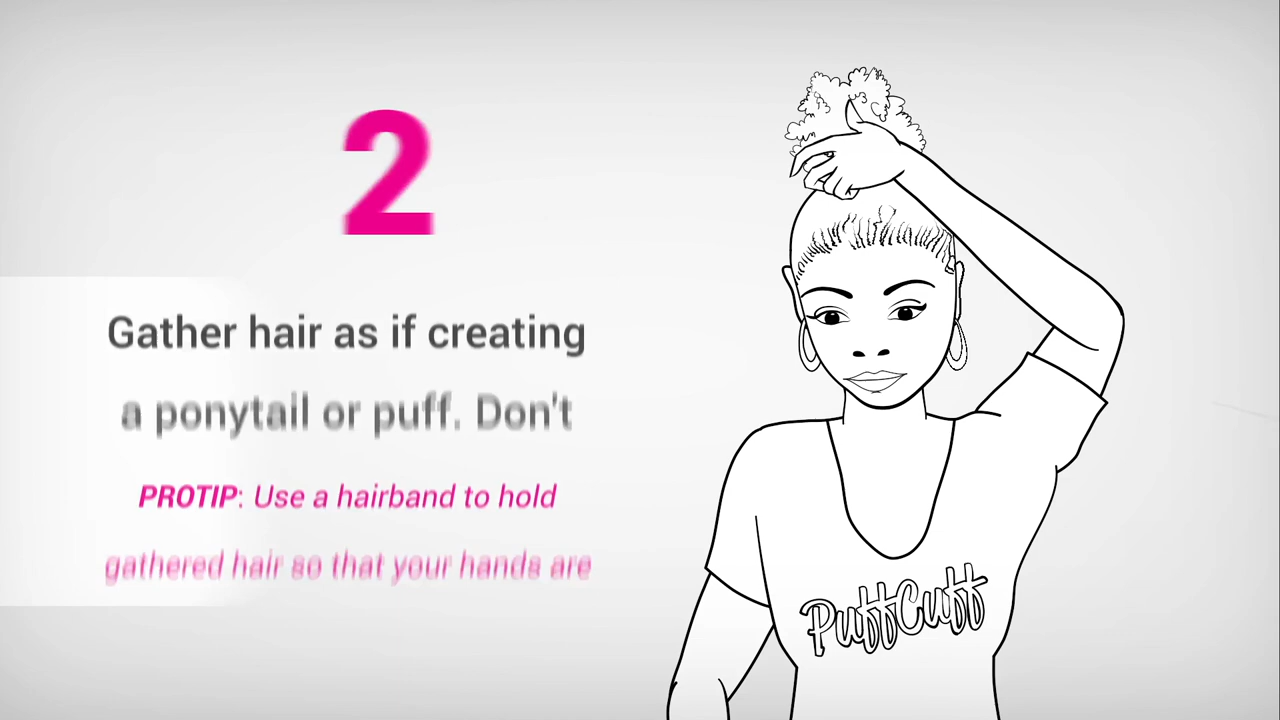 2
Gather hair as if creating
a ponytail or puff. Don't
PROTIP: Use a hairband to hold
gathered hair so that your hands are
PuffCuff